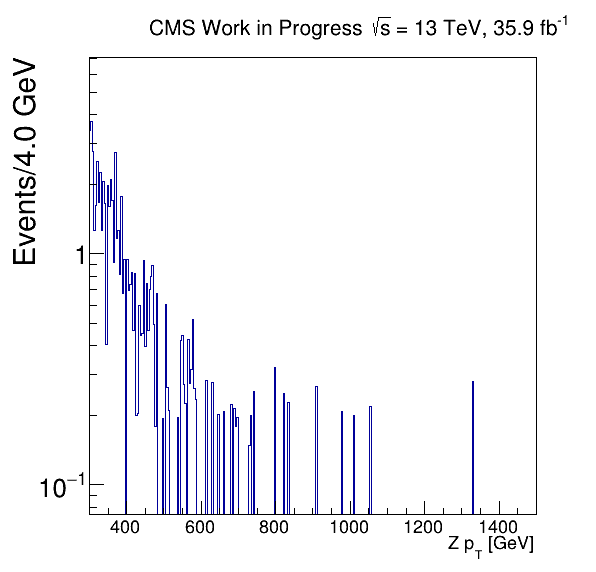 CMS Work in Progress √s = 13 TeV, 35.9 fb⁻¹
Events/4.0 GeV
1
10⁻¹
400 600 800 1000 1200 1400
Z p_T [GeV]